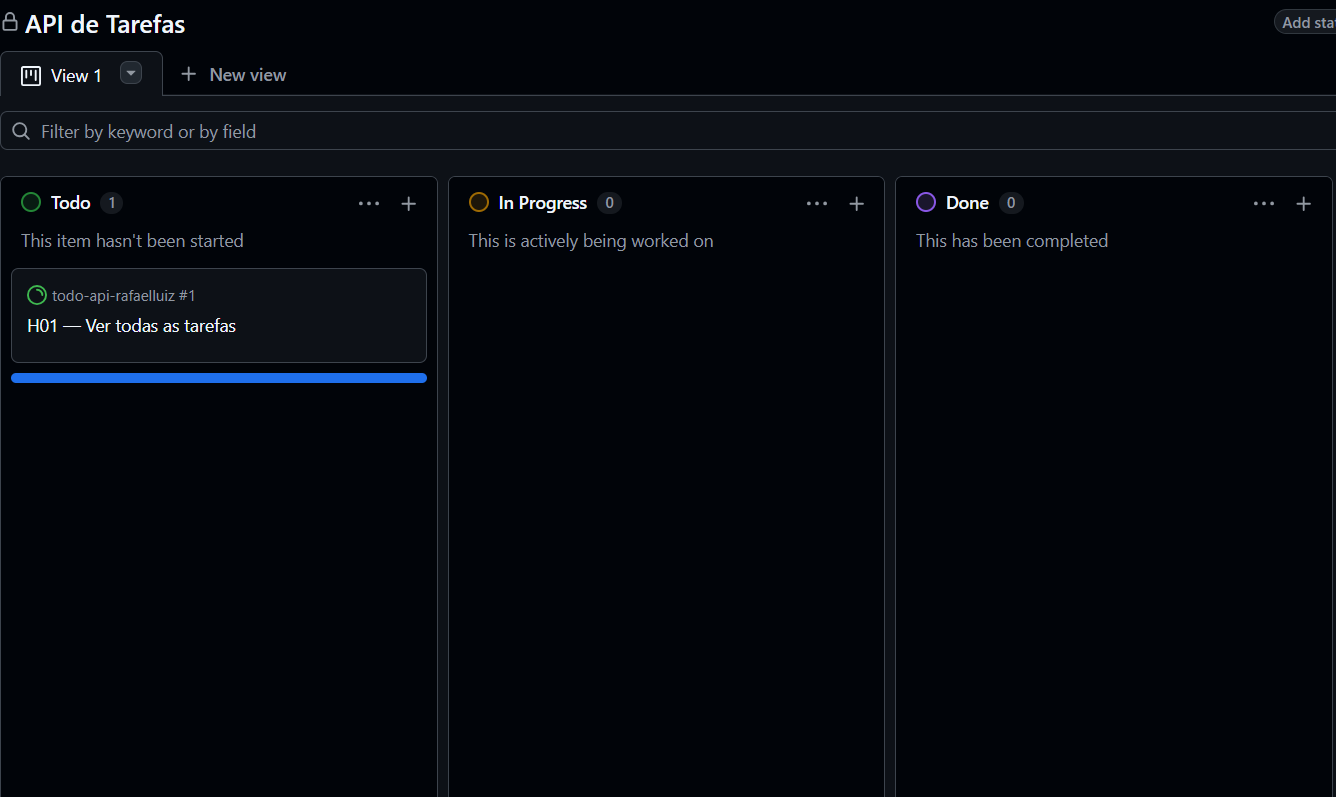 API de Tarefas
Add sta
View 1
New view
Filter by keyword or by field
Todo 1
This item hasn't been started
todo-api-rafaelluiz #1
H01 — Ver todas as tarefas
In Progress 0
This is actively being worked on
Done 0
This has been completed